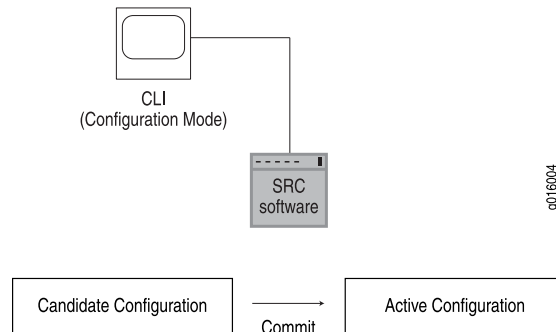 CLI
(Configuration Mode)
SRC
software
g016004
Candidate Configuration
Commit
Active Configuration